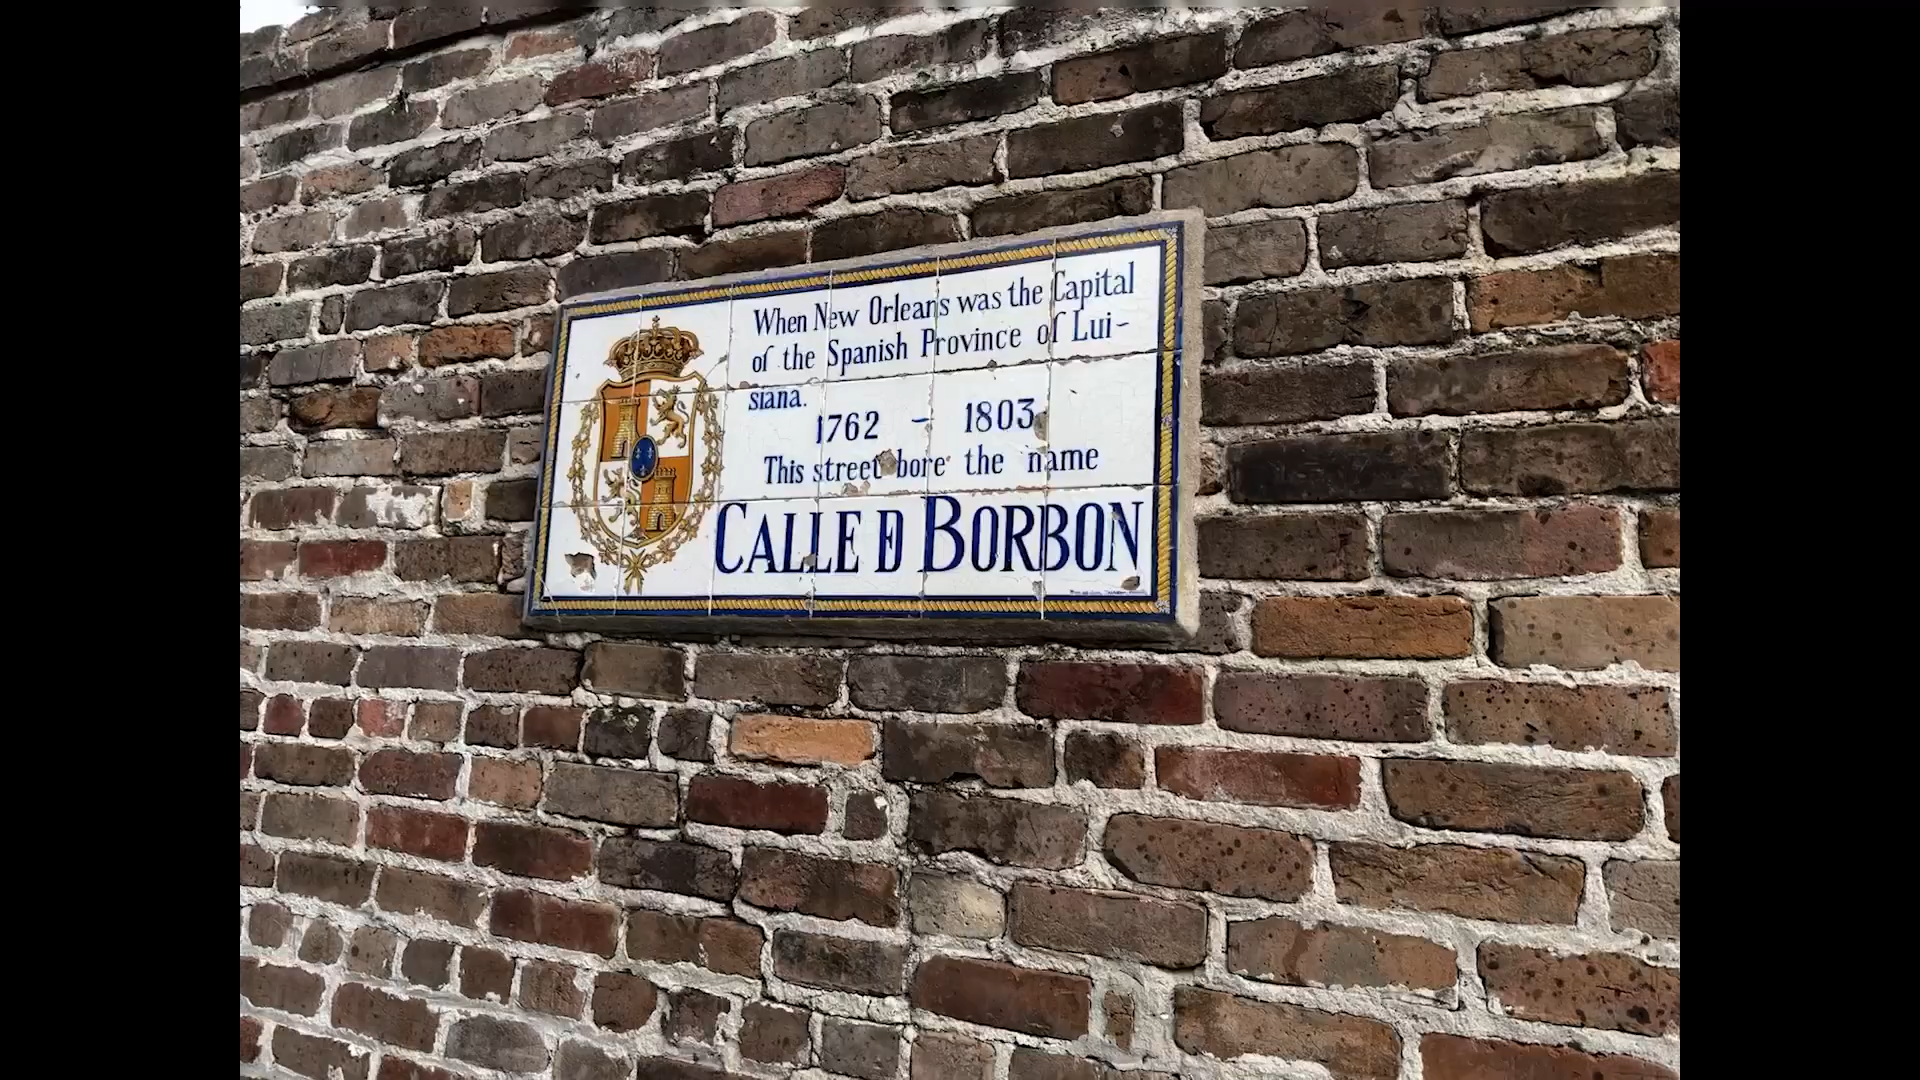 When New Orleans was the Capital
of the Spanish Province of Lui-
siana.
1762 - 1803
This street bore the name
CALLE D BORBON